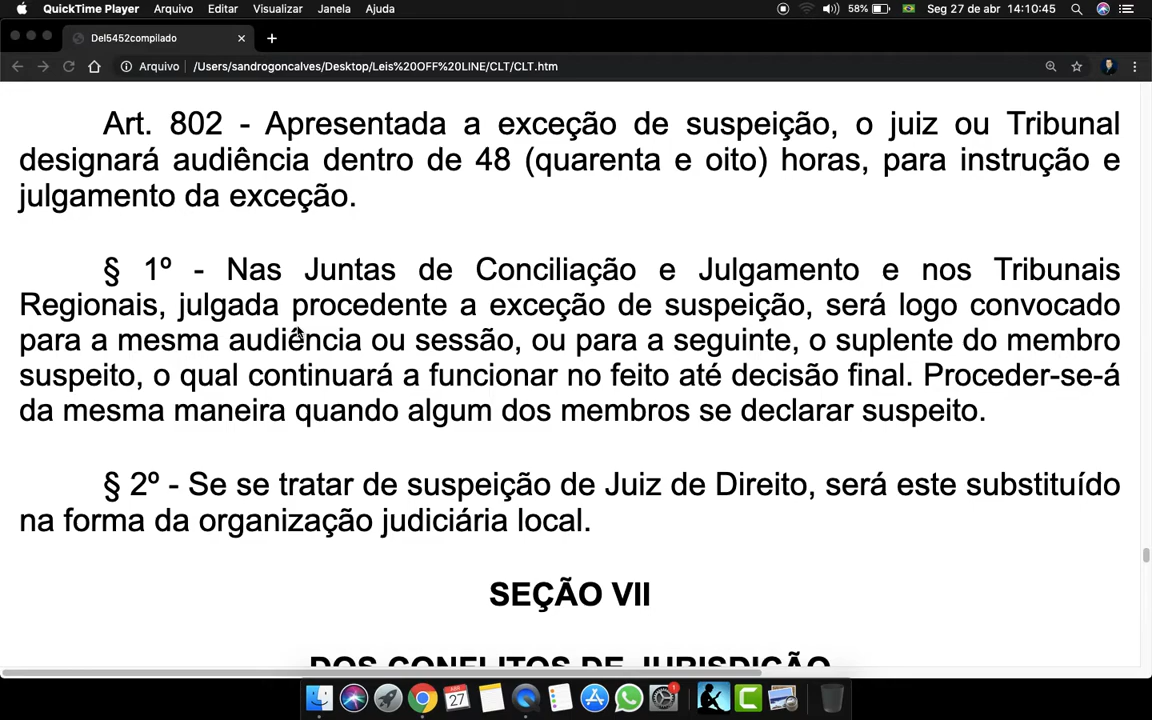 QuickTime Player Arquivo Editar Visualizar Janela Ajuda 58% Seg 27 de abr 14:10:45
Del5452compilado
Arquivo /Users/sandrogoncalves/Desktop/Leis%20OFF%20LINE/CLT/CLT.htm
Art. 802 - Apresentada a exceção de suspeição, o juiz ou Tribunal
designará audiência dentro de 48 (quarenta e oito) horas, para instrução e
julgamento da exceção.
§ 1º - Nas Juntas de Conciliação e Julgamento e nos Tribunais
Regionais, julgada procedente a exceção de suspeição, será logo convocado
para a mesma audiência ou sessão, ou para a seguinte, o suplente do membro
suspeito, o qual continuará a funcionar no feito até decisão final. Proceder-se-á
da mesma maneira quando algum dos membros se declarar suspeito.
§ 2º - Se se tratar de suspeição de Juiz de Direito, será este substituído
na forma da organização judiciária local.
SEÇÃO VII
DOS CONFLITOS DE JURISDIÇÃO
27
1